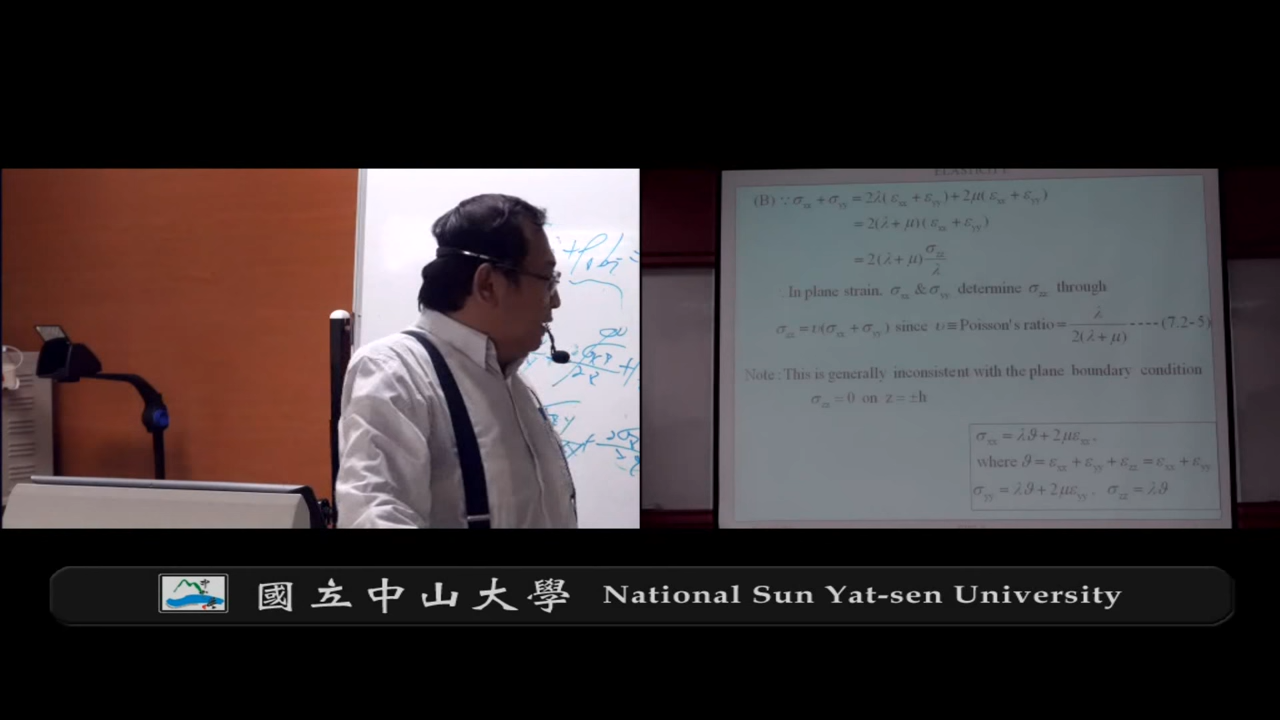 ELASTICITY
(B) ∵ σxx + σyy = 2λ(εxx + εyy) + 2μ(εxx + εyy)
= 2(λ + μ)(εxx + εyy)
= 2(λ + μ) σzz/λ
∴ In plane strain, σxx & σyy determine σzz through
σzz = υ(σxx + σyy) since υ ≡ Poisson's ratio = λ/2(λ + μ) ----(7.2-5)
Note : This is generally inconsistent with the plane boundary condition
σzz = 0 on z = ±h
σxx = λϑ + 2μεxx,
where ϑ = εxx + εyy + εzz = εxx + εyy
σyy = λϑ + 2μεyy, σzz = λϑ
國立中山大學 National Sun Yat-sen University